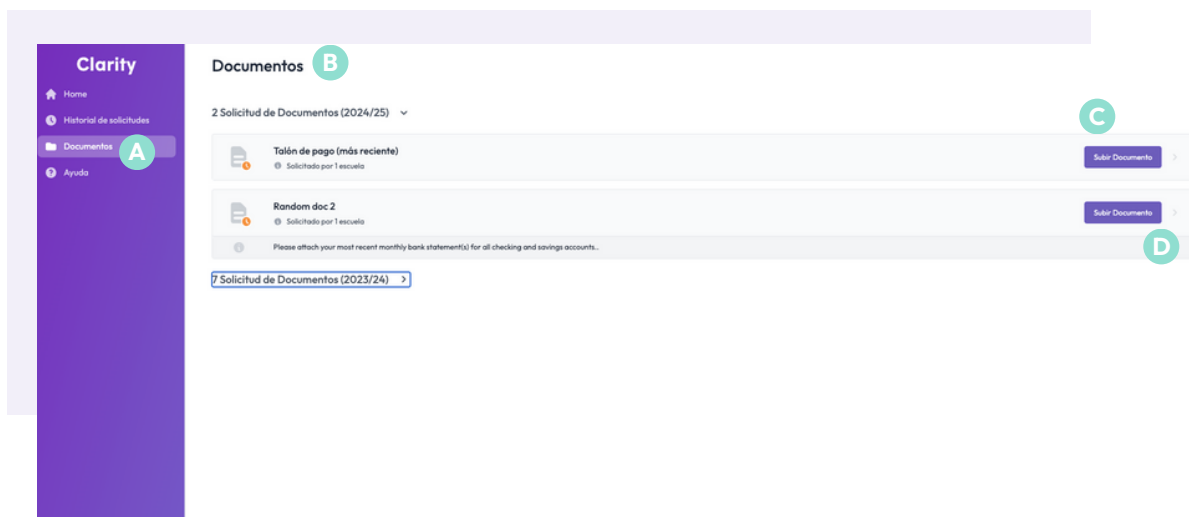 Clarity
Home
Historial de solicitudes
Documentos
A
Ayuda
Documentos
B
2 Solicitud de Documentos (2024/25)
C
Talón de pago (más reciente)
Solicitado por 1 escuela
Subir Documento
Random doc 2
Solicitado por 1 escuela
Subir Documento
D
Please attach your most recent monthly bank statement(s) for all checking and savings accounts..
7 Solicitud de Documentos (2023/24)